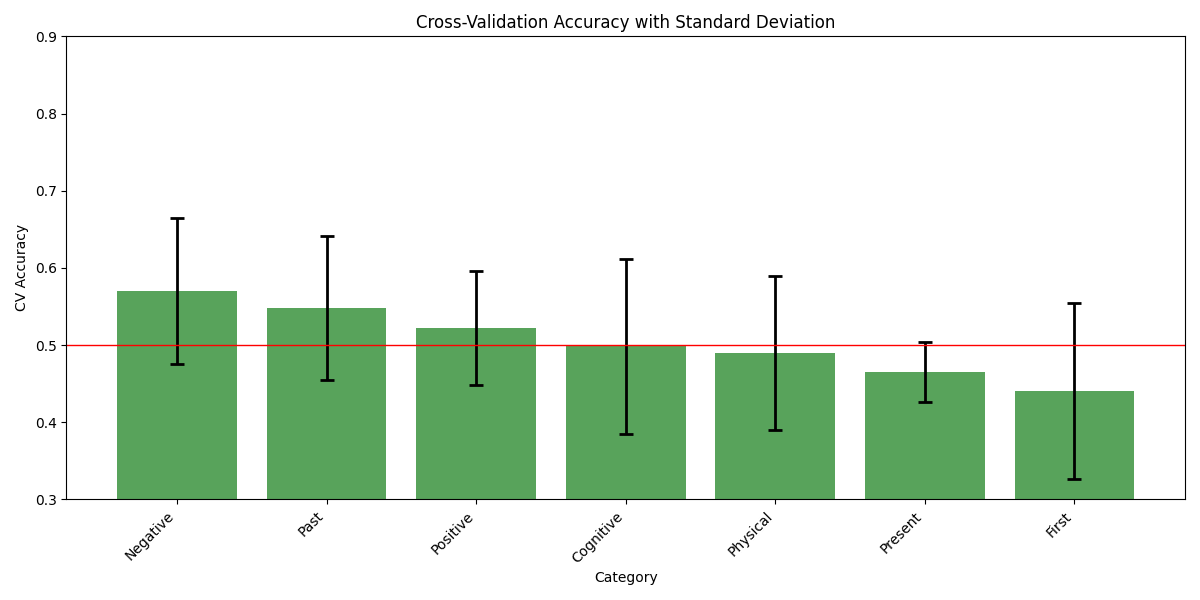 Cross-Validation Accuracy with Standard Deviation
CV Accuracy
0.9
0.8
0.7
0.6
0.5
0.4
0.3
Negative
Past
Positive
Cognitive
Physical
Present
First
Category